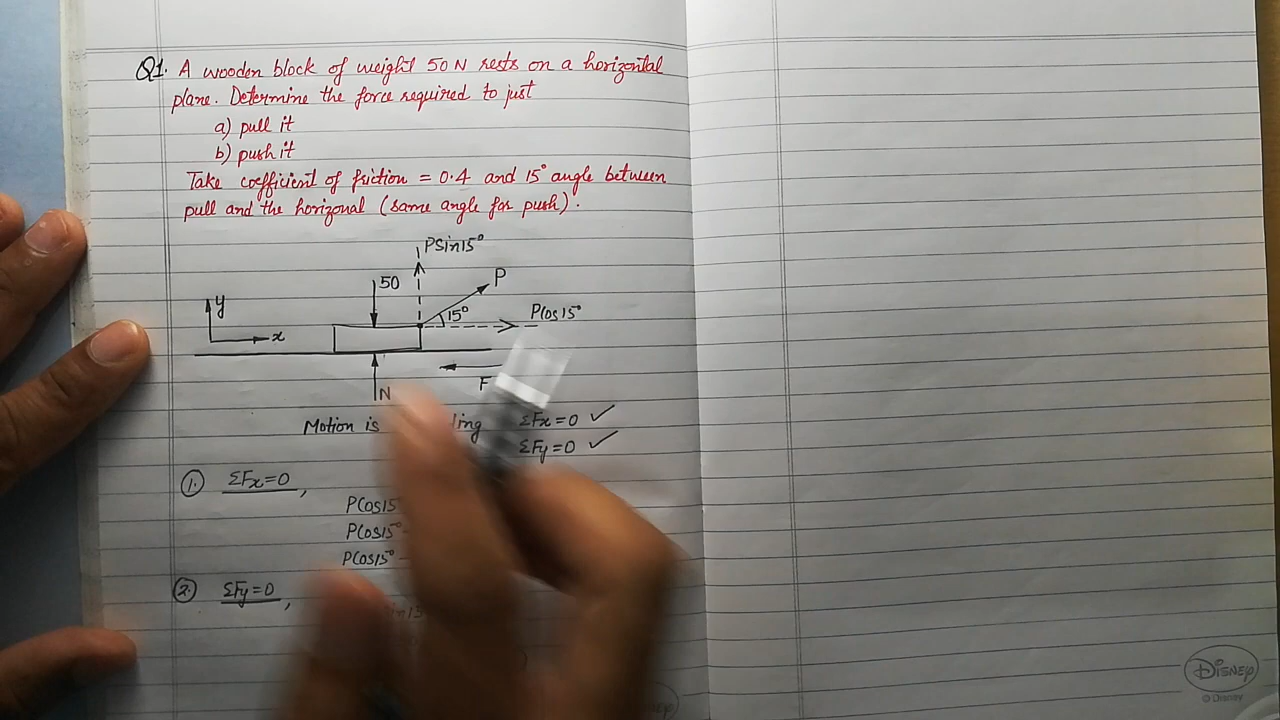 Q1. A wooden block of weight 50 N rests on a horizontal
plane. Determine the force required to just
a) pull it
b) push it
Take coefficient of friction = 0.4 and 15° angle between
pull and the horizonal (same angle for push).
PSin15°
50
P
y
15°
PCos15°
x
F
N
Motion is ΣFx=0 ✓
ΣFy=0 ✓
1. ΣFx=0,
PCos15°
PCos15°
PCos15°
2. ΣFy=0,
DISNEY
© Disney